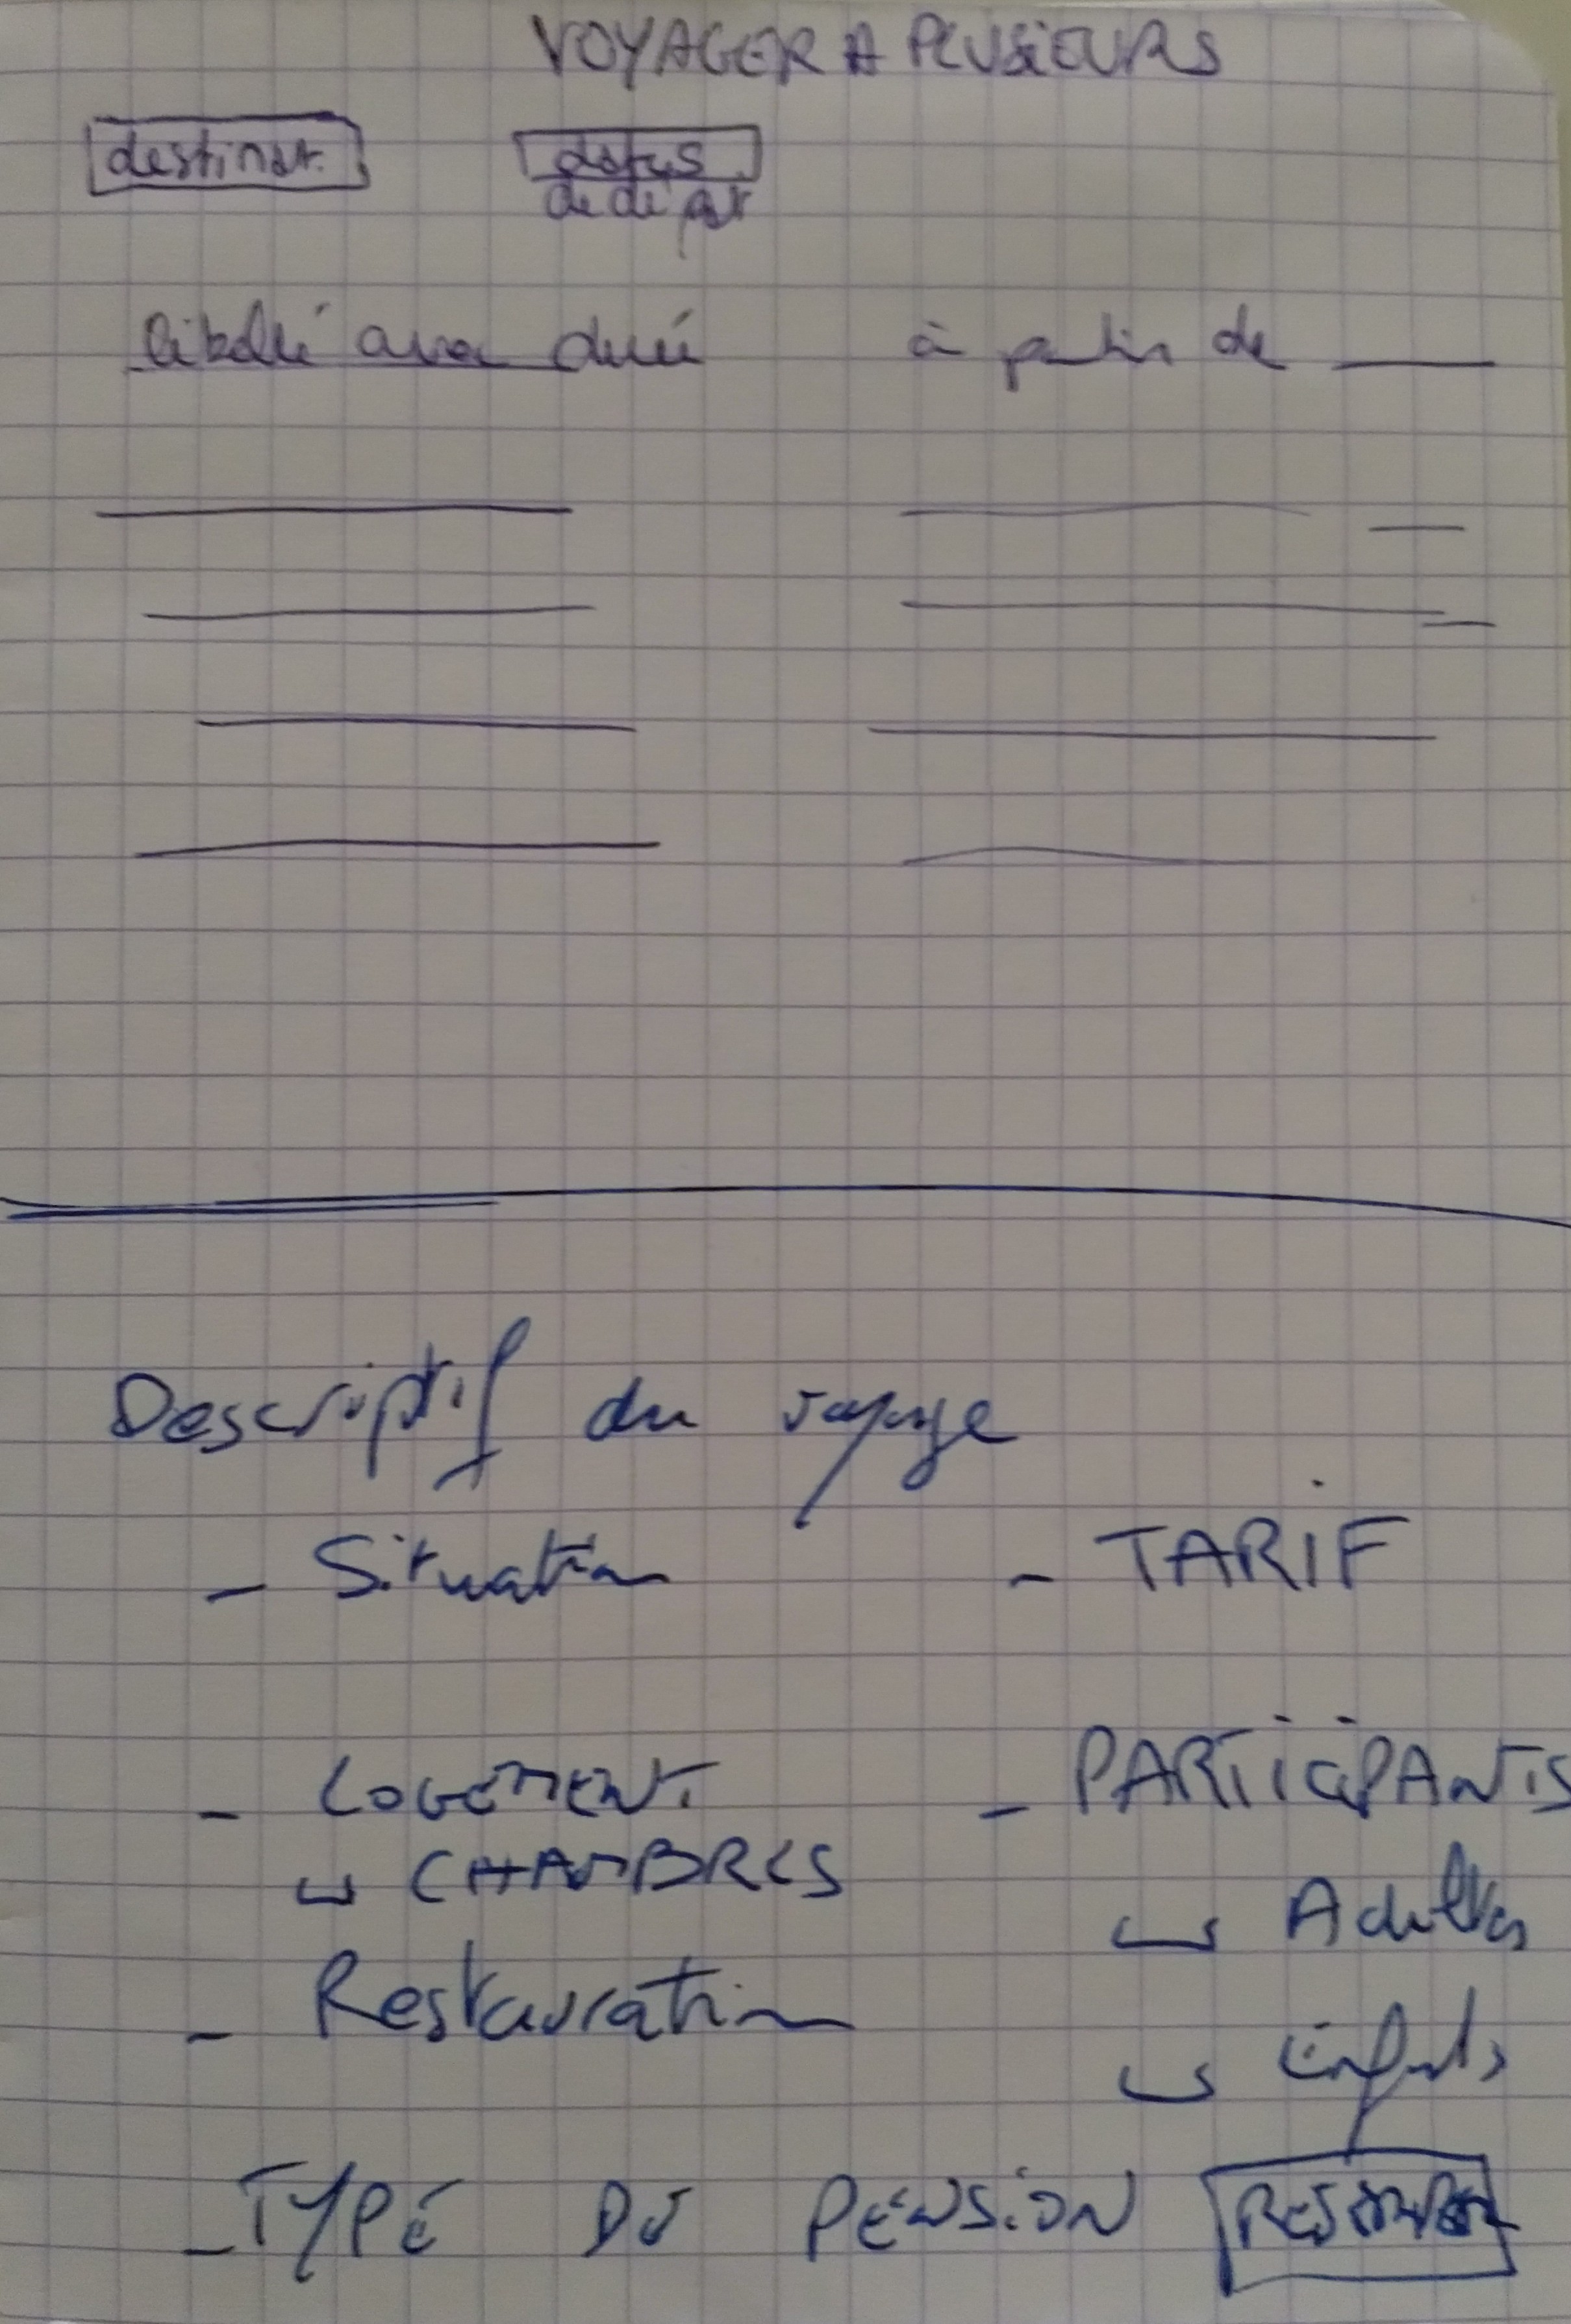 VOYAGER A PLUSIEURS
destinat. dates
de départ
libellé avec durée à partir de
Descriptif du voyage
- Situation - TARIF
- LOGEMENT - PARTICIPANTS
↳ CHAMBRES ↳ Adultes
- Restauration ↳ enfants
- TYPE DU PENSION RESERVER